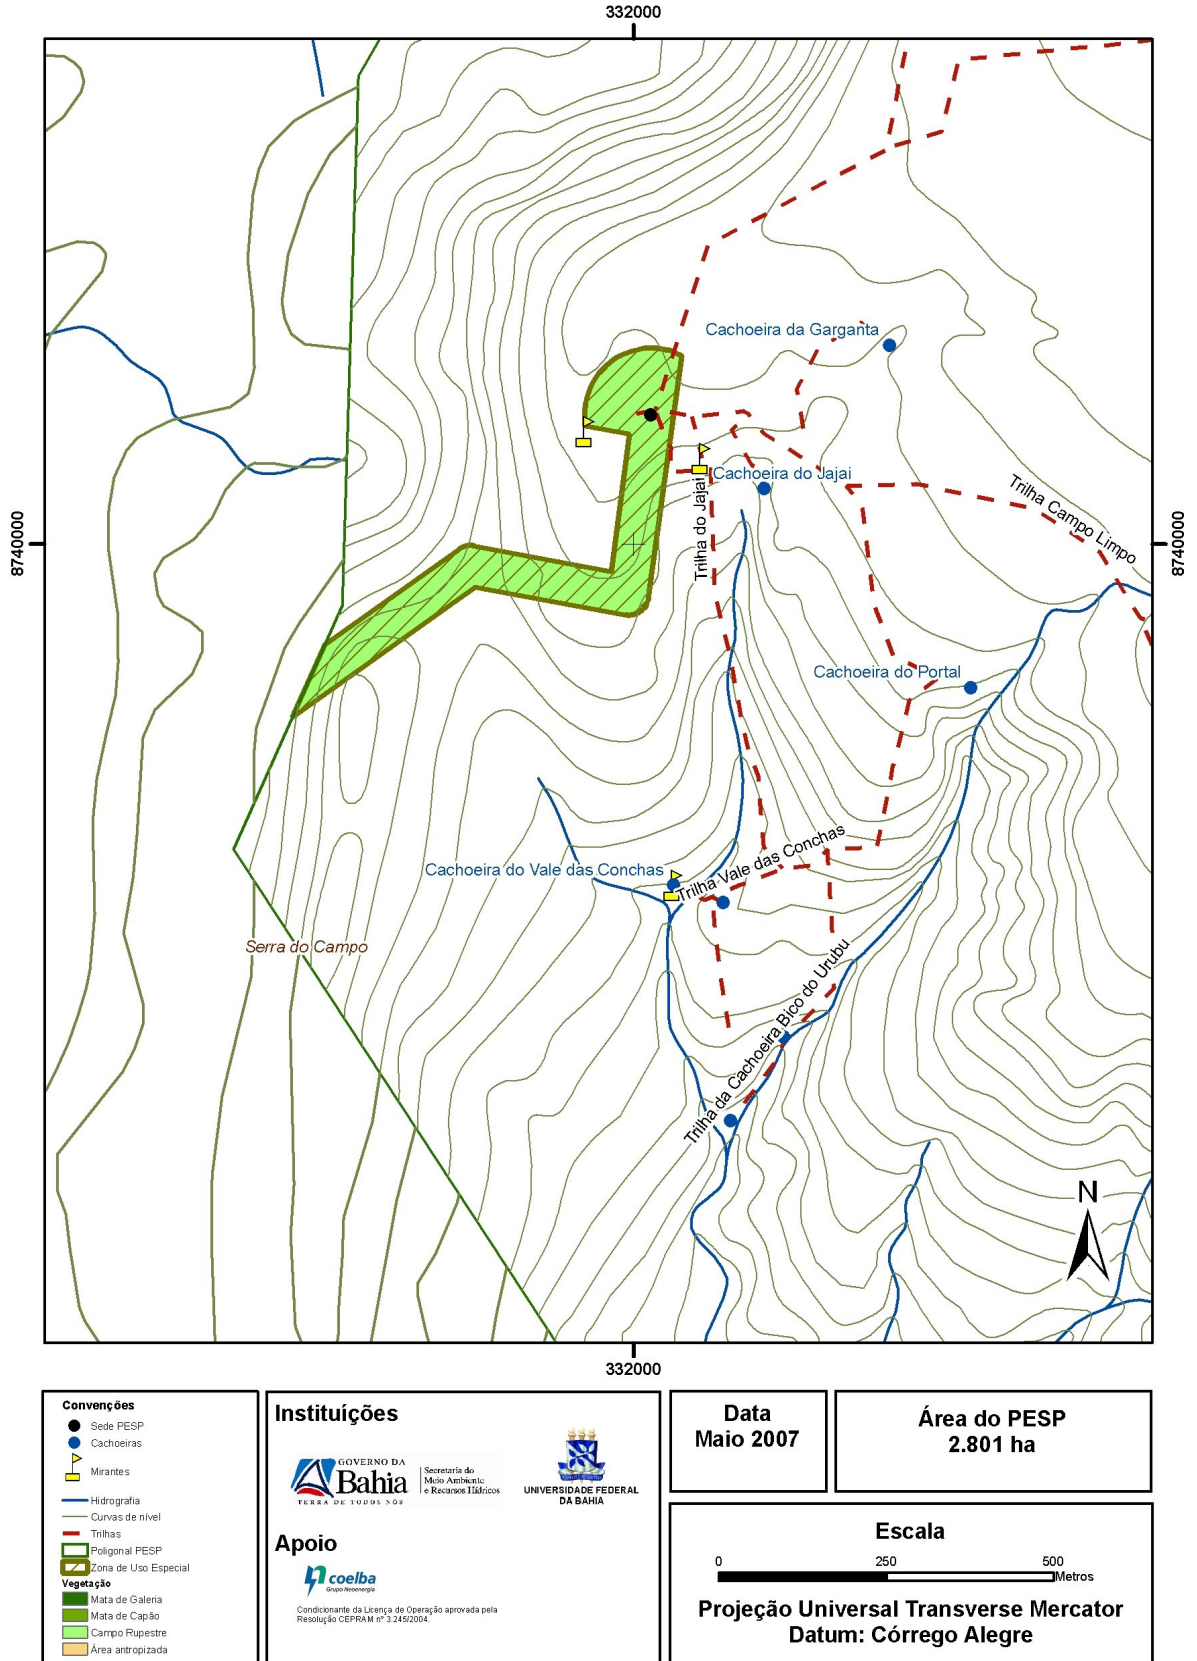 332000
Cachoeira da Garganta
Cachoeira do Jajai
Trilha do Jajai
Trilha Campo Limpo
8740000
8740000
Cachoeira do Portal
Trilha Vale das Conchas
Cachoeira do Vale das Conchas
Serra do Campo
Trilha da Cachoeira Bico do Urubu
N
332000
Convenções
Sede PESP
Cachoeiras
Mirantes
Hidrografia
Curvas de nível
Trilhas
Poligonal PESP
Zona de Uso Especial
Vegetação
Mata de Galeria
Mata de Capão
Campo Rupestre
Área antropizada
Instituíções
GOVERNO DA
Bahia
TERRA DE TODOS NÓS
Secretaria do
Meio Ambiente
e Recursos Hídricos
UNIVERSIDADE FEDERAL
DA BAHIA
Apoio
coelba
Grupo Neoenergia
Condicionante da Licença de Operação aprovada pela
Resolução CEPRAM nº 3.245/2004.
Data
Maio 2007
Área do PESP
2.801 ha
Escala
0 250 500
Metros
Projeção Universal Transverse Mercator
Datum: Córrego Alegre